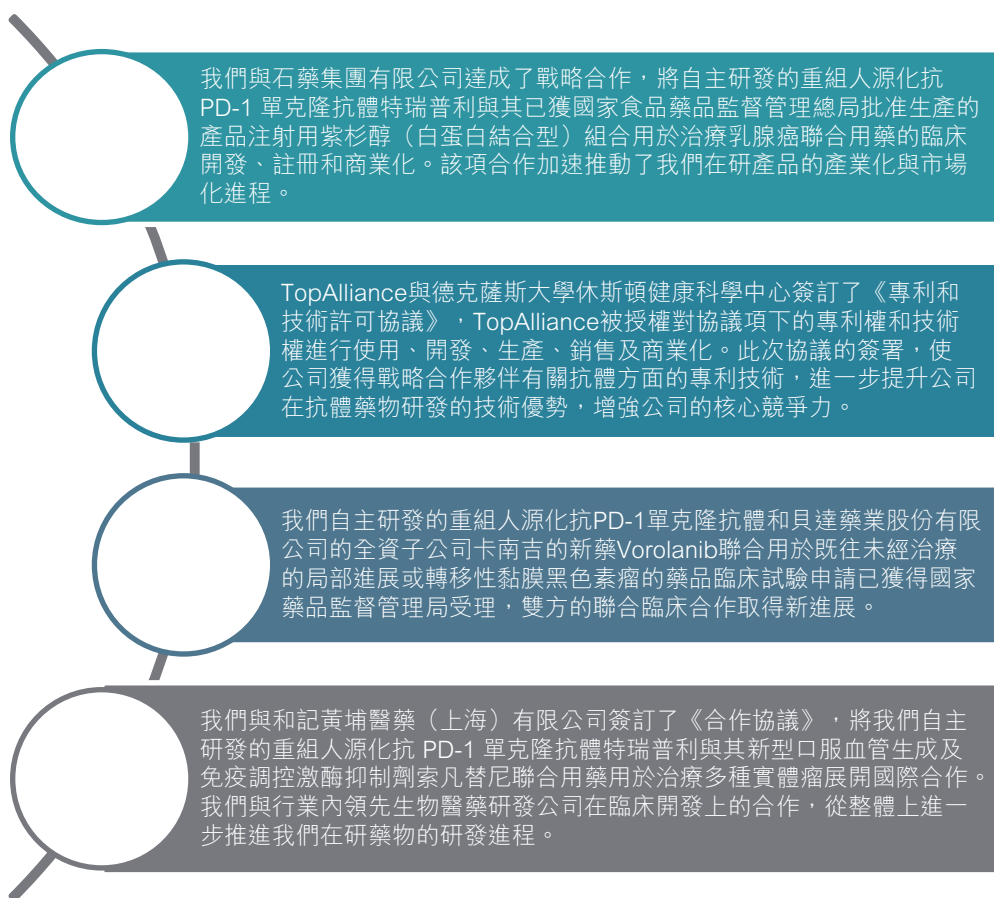 我們與石藥集團有限公司達成了戰略合作，將自主研發的重組人源化抗
PD-1 單克隆抗體特瑞普利與其已獲國家食品藥品監督管理總局批准生產的
產品注射用紫杉醇（白蛋白結合型）組合用於治療乳腺癌聯合用藥的臨床
開發、註冊和商業化。該項合作加速推動了我們在研產品的產業化與市場
化進程。
TopAlliance與德克薩斯大學休斯頓健康科學中心簽訂了《專利和
技術許可協議》，TopAlliance被授權對協議項下的專利權和技術
權進行使用、開發、生產、銷售及商業化。此次協議的簽署，使
公司獲得戰略合作夥伴有關抗體方面的專利技術，進一步提升公司
在抗體藥物研發的技術優勢，增強公司的核心競爭力。
我們自主研發的重組人源化抗PD-1單克隆抗體和貝達藥業股份有限
公司的全資子公司卡南吉的新藥Vorolanib聯合用於既往未經治療
的局部進展或轉移性黏膜黑色素瘤的藥品臨床試驗申請已獲得國家
藥品監督管理局受理，雙方的聯合臨床合作取得新進展。
我們與和記黃埔醫藥（上海）有限公司簽訂了《合作協議》，將我們自主
研發的重組人源化抗 PD-1 單克隆抗體特瑞普利與其新型口服血管生成及
免疫調控激酶抑制劑索凡替尼聯合用藥用於治療多種實體瘤展開國際合作。
我們與行業內領先生物醫藥研發公司在臨床開發上的合作，從整體上進一
步推進我們在研藥物的研發進程。